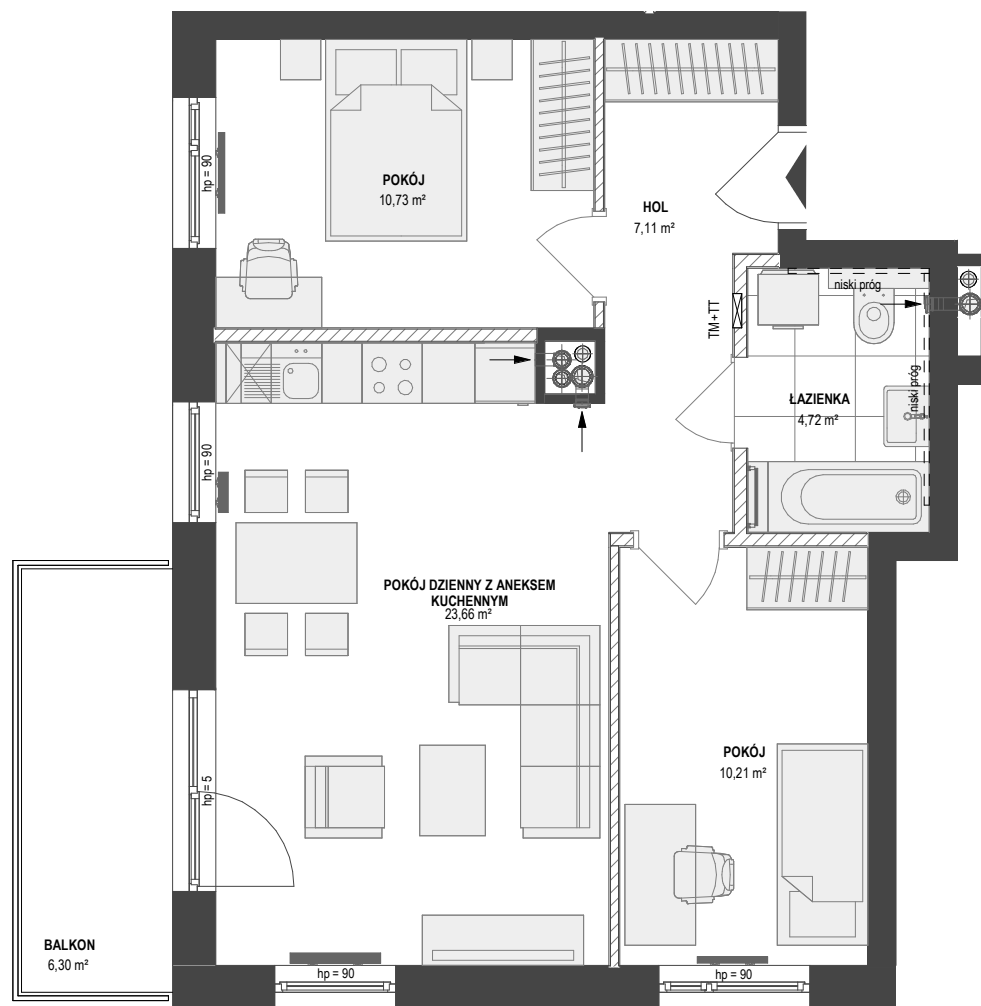 POKÓJ
10,73 m²
hp = 90
HOL
7,11 m²
TM+TT
niski próg
niski próg
ŁAZIENKA
4,72 m²
hp = 90
POKÓJ DZIENNY Z ANEKSEM
KUCHENNYM
23,66 m²
POKÓJ
10,21 m²
hp = 5
BALKON
6,30 m²
hp = 90
hp = 90